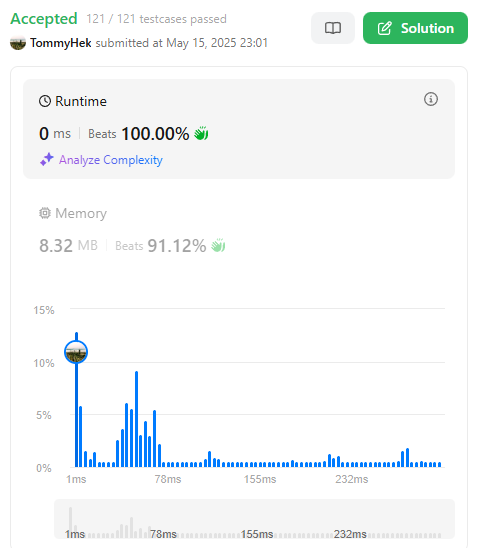 Accepted 121 / 121 testcases passed
TommyHek submitted at May 15, 2025 23:01
Solution
Runtime
0 ms Beats 100.00%
Analyze Complexity
Memory
8.32 MB Beats 91.12%
15%
10%
5%
0%
1ms 78ms 155ms 232ms
1ms 78ms 155ms 232ms